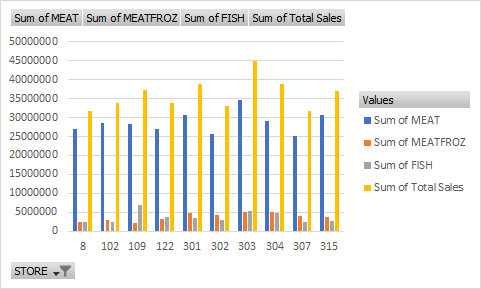 Sum of MEAT Sum of MEATFROZ Sum of FISH Sum of Total Sales
50000000
45000000
40000000
35000000
30000000
25000000
20000000
15000000
10000000
5000000
0
8 102 109 122 301 302 303 304 307 315
Values
Sum of MEAT
Sum of MEATFROZ
Sum of FISH
Sum of Total Sales
STORE